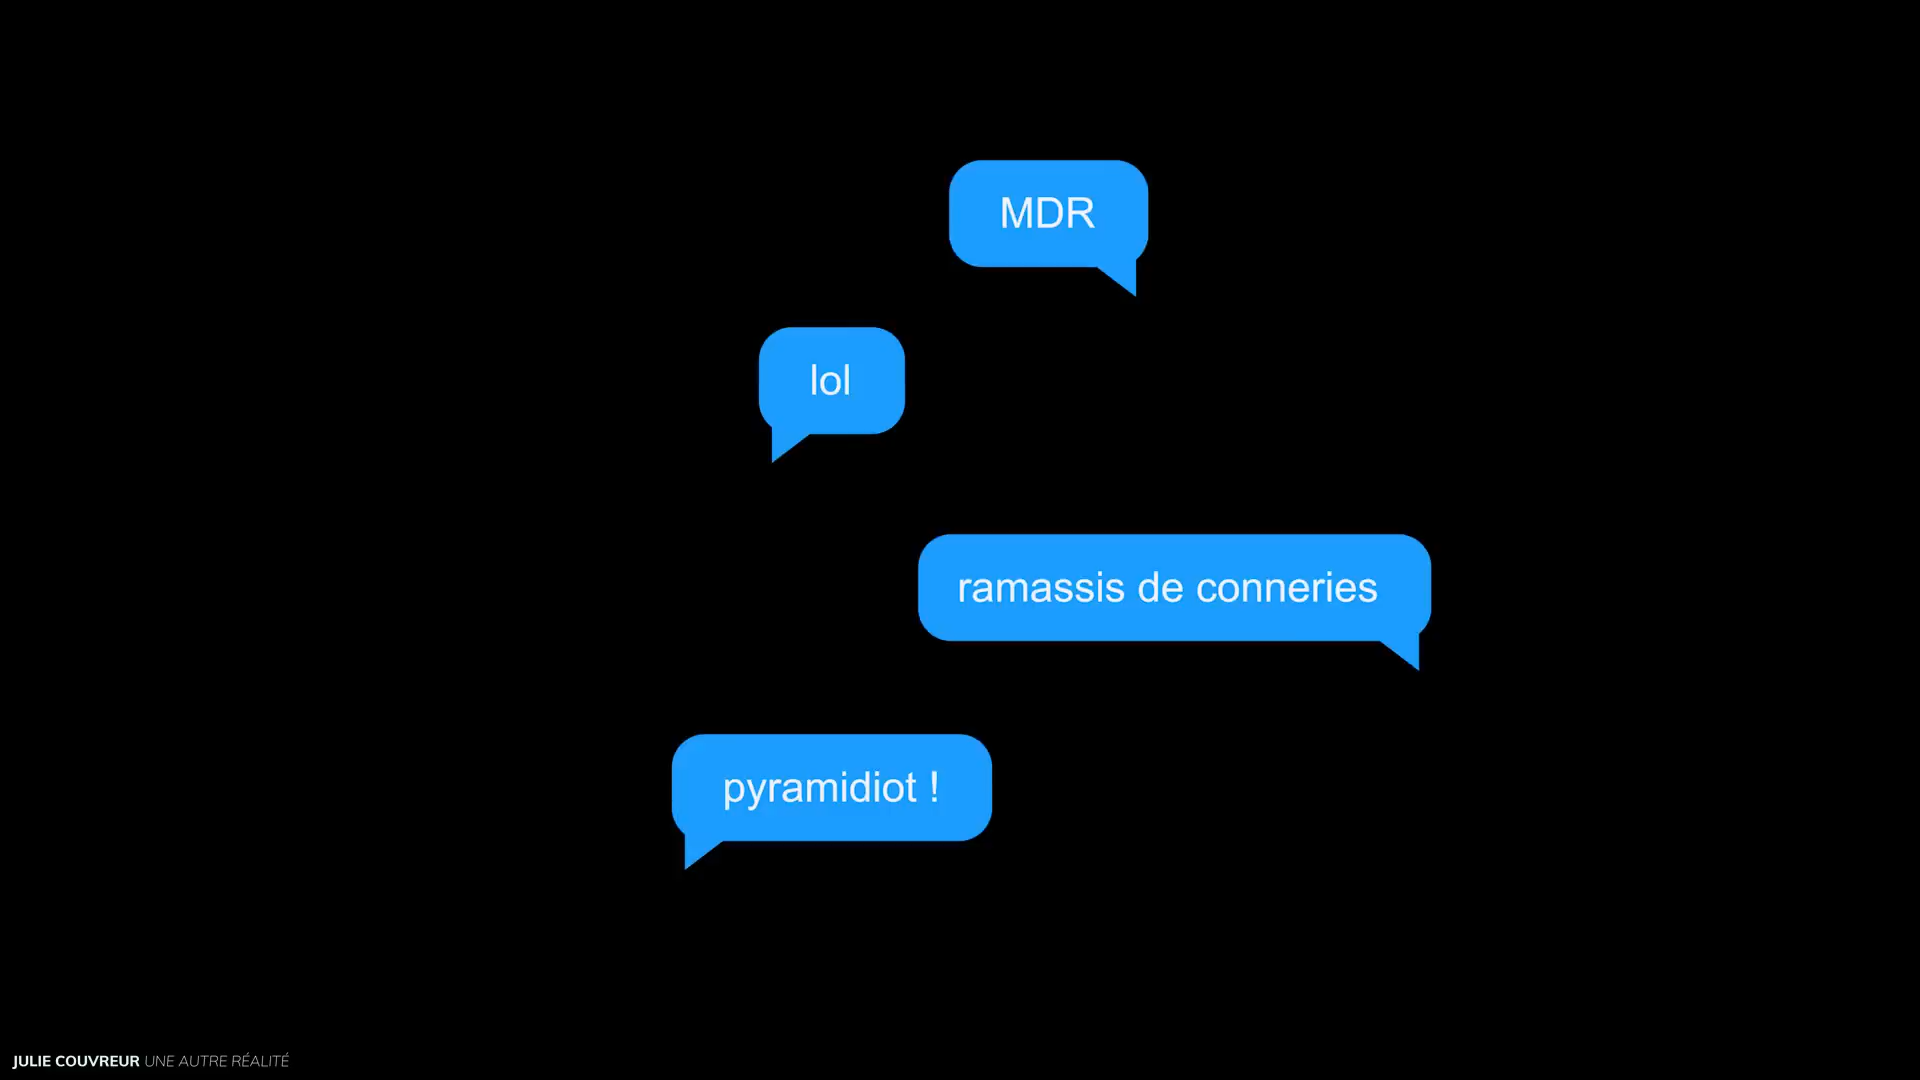 MDR
lol
ramassis de conneries
pyramidiot !
JULIE COUVREUR UNE AUTRE RÉALITÉ